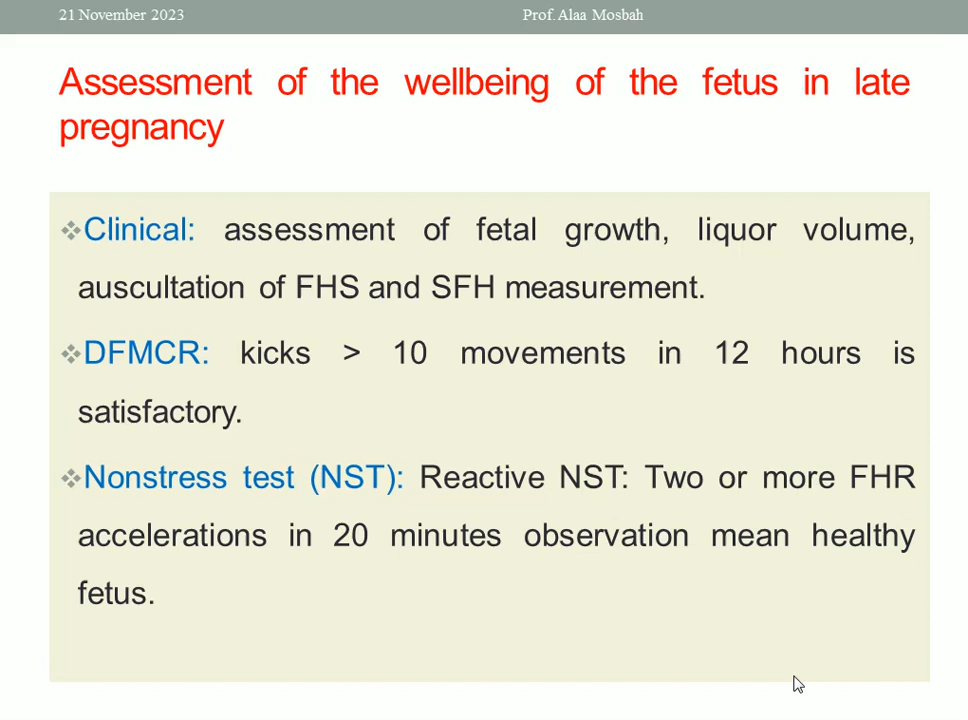 21 November 2023
Prof. Alaa Mosbah
Assessment of the wellbeing of the fetus in late
pregnancy
Clinical: assessment of fetal growth, liquor volume,
auscultation of FHS and SFH measurement.
DFMCR: kicks > 10 movements in 12 hours is
satisfactory.
Nonstress test (NST): Reactive NST: Two or more FHR
accelerations in 20 minutes observation mean healthy
fetus.